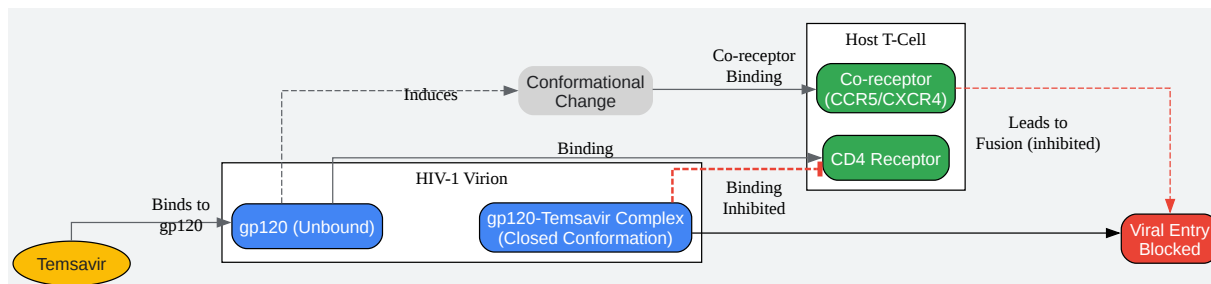 Host T-Cell
Co-receptor
Binding
Conformational
Change
Co-receptor
(CCR5/CXCR4)
Induces
Leads to
Fusion (inhibited)
Binding
CD4 Receptor
HIV-1 Virion
Binding
Inhibited
Binds to
gp120
gp120 (Unbound)
gp120-Temsavir Complex
(Closed Conformation)
Viral Entry
Blocked
Temsavir